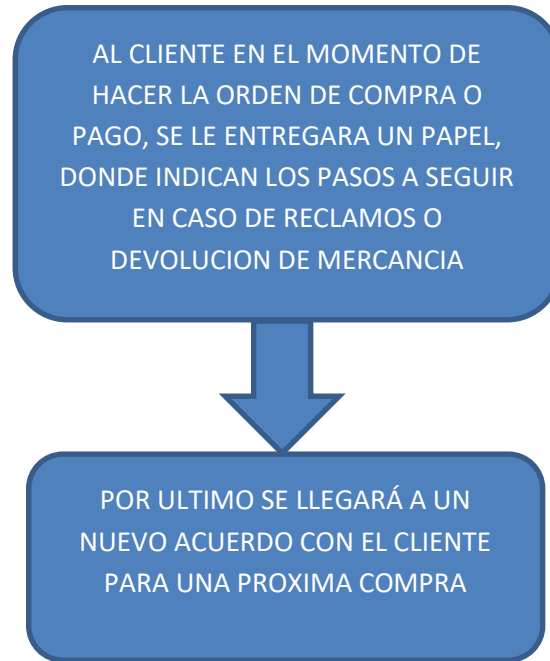 AL CLIENTE EN EL MOMENTO DE
HACER LA ORDEN DE COMPRA O
PAGO, SE LE ENTREGARA UN PAPEL,
DONDE INDICAN LOS PASOS A SEGUIR
EN CASO DE RECLAMOS O
DEVOLUCION DE MERCANCIA
POR ULTIMO SE LLEGARÁ A UN
NUEVO ACUERDO CON EL CLIENTE
PARA UNA PROXIMA COMPRA